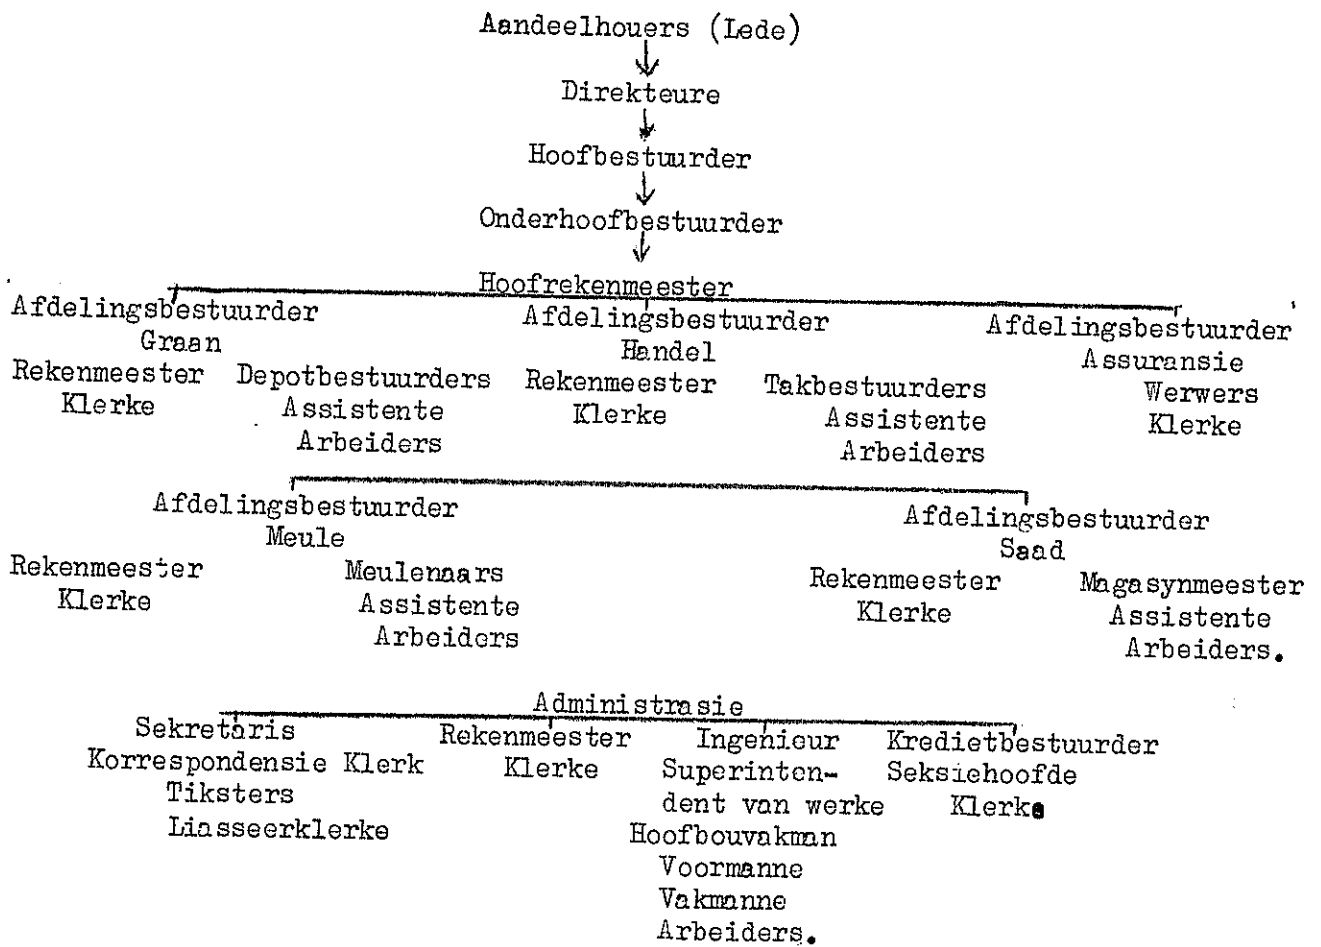 Aandeelhouers (Lede)
Direkteure
Hoofbestuurder
Onderhoofbestuurder
Hoofrekenmeester
Afdelingsbestuurder Afdelingsbestuurder Afdelingsbestuurder
Graan Handel Assuransie
Rekenmeester Depotbestuurders Rekenmeester Takbestuurders Werwers
Klerke Assistente Klerke Assistente Klerke
Arbeiders Arbeiders
Afdelingsbestuurder Afdelingsbestuurder
Meule Saad
Rekenmeester Meulenaars Rekenmeester Magasynmeester
Klerke Assistente Klerke Assistente
Arbeiders Arbeiders.
Administrasie
Sekretaris Rekenmeester Ingenieur Kredietbestuurder
Korrespondensie Klerk Klerke Superinten- Seksiehoofde
Tiksters dent van werke Klerke
Liasseerklerke Hoofbouvakman
Voormanne
Vakmanne
Arbeiders.